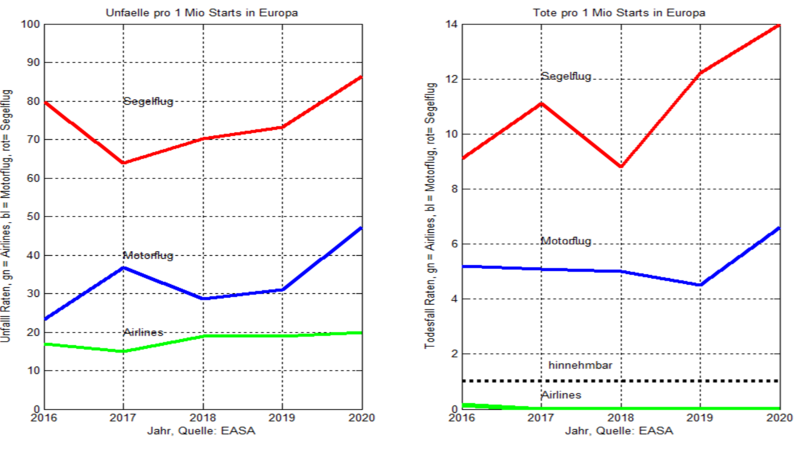 Unfaelle pro 1 Mio Starts in Europa
Unfalll Raten, gn = Airlines, bl = Motorflug, rot= Segelflug
100
90
80
70
60
50
40
30
20
10
0
Segelflug
Motorflug
Airlines
2016 2017 2018 2019 2020
Jahr, Quelle: EASA
Tote pro 1 Mio Starts in Europa
Todesfall Raten, gn = Airlines, bl = Motorflug, rot= Segelflug
14
12
10
8
6
4
2
0
Segelflug
Motorflug
hinnehmbar
Airlines
2016 2017 2018 2019 2020
Jahr, Quelle: EASA